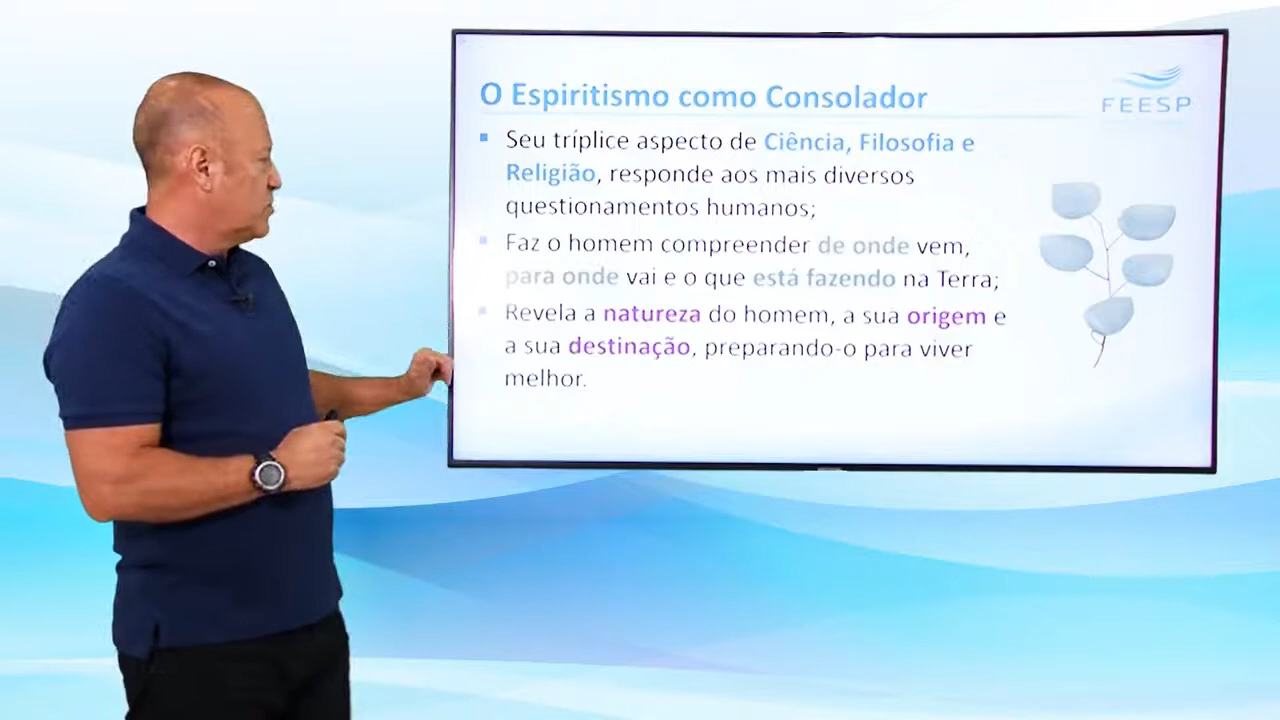 O Espiritismo como Consolador
FEESP
Seu tríplice aspecto de Ciência, Filosofia e
Religião, responde aos mais diversos
questionamentos humanos;
Faz o homem compreender de onde vem,
para onde vai e o que está fazendo na Terra;
Revela a natureza do homem, a sua origem e
a sua destinação, preparando-o para viver
melhor.